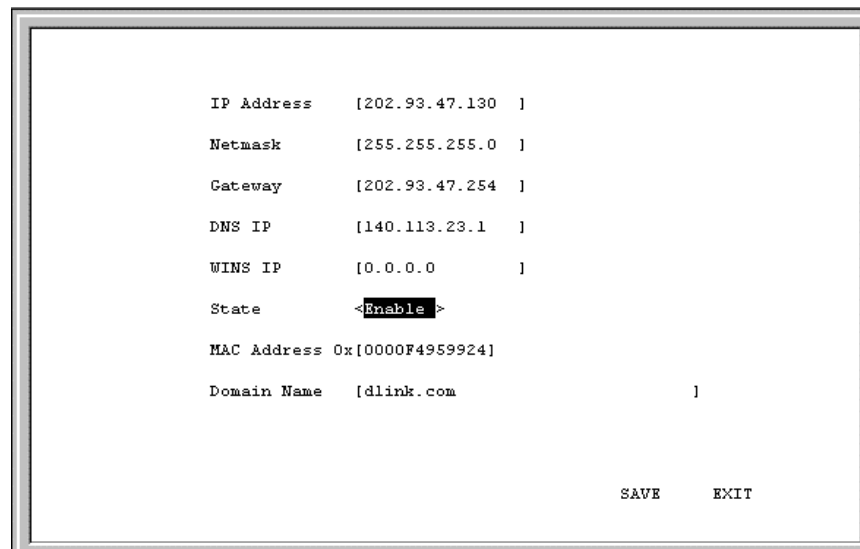 IP Address [202.93.47.130 ]
Netmask [255.255.255.0 ]
Gateway [202.93.47.254 ]
DNS IP [140.113.23.1 ]
WINS IP [0.0.0.0 ]
State <Enable >
MAC Address 0x[0000F4959924]
Domain Name [dlink.com ]
SAVE EXIT